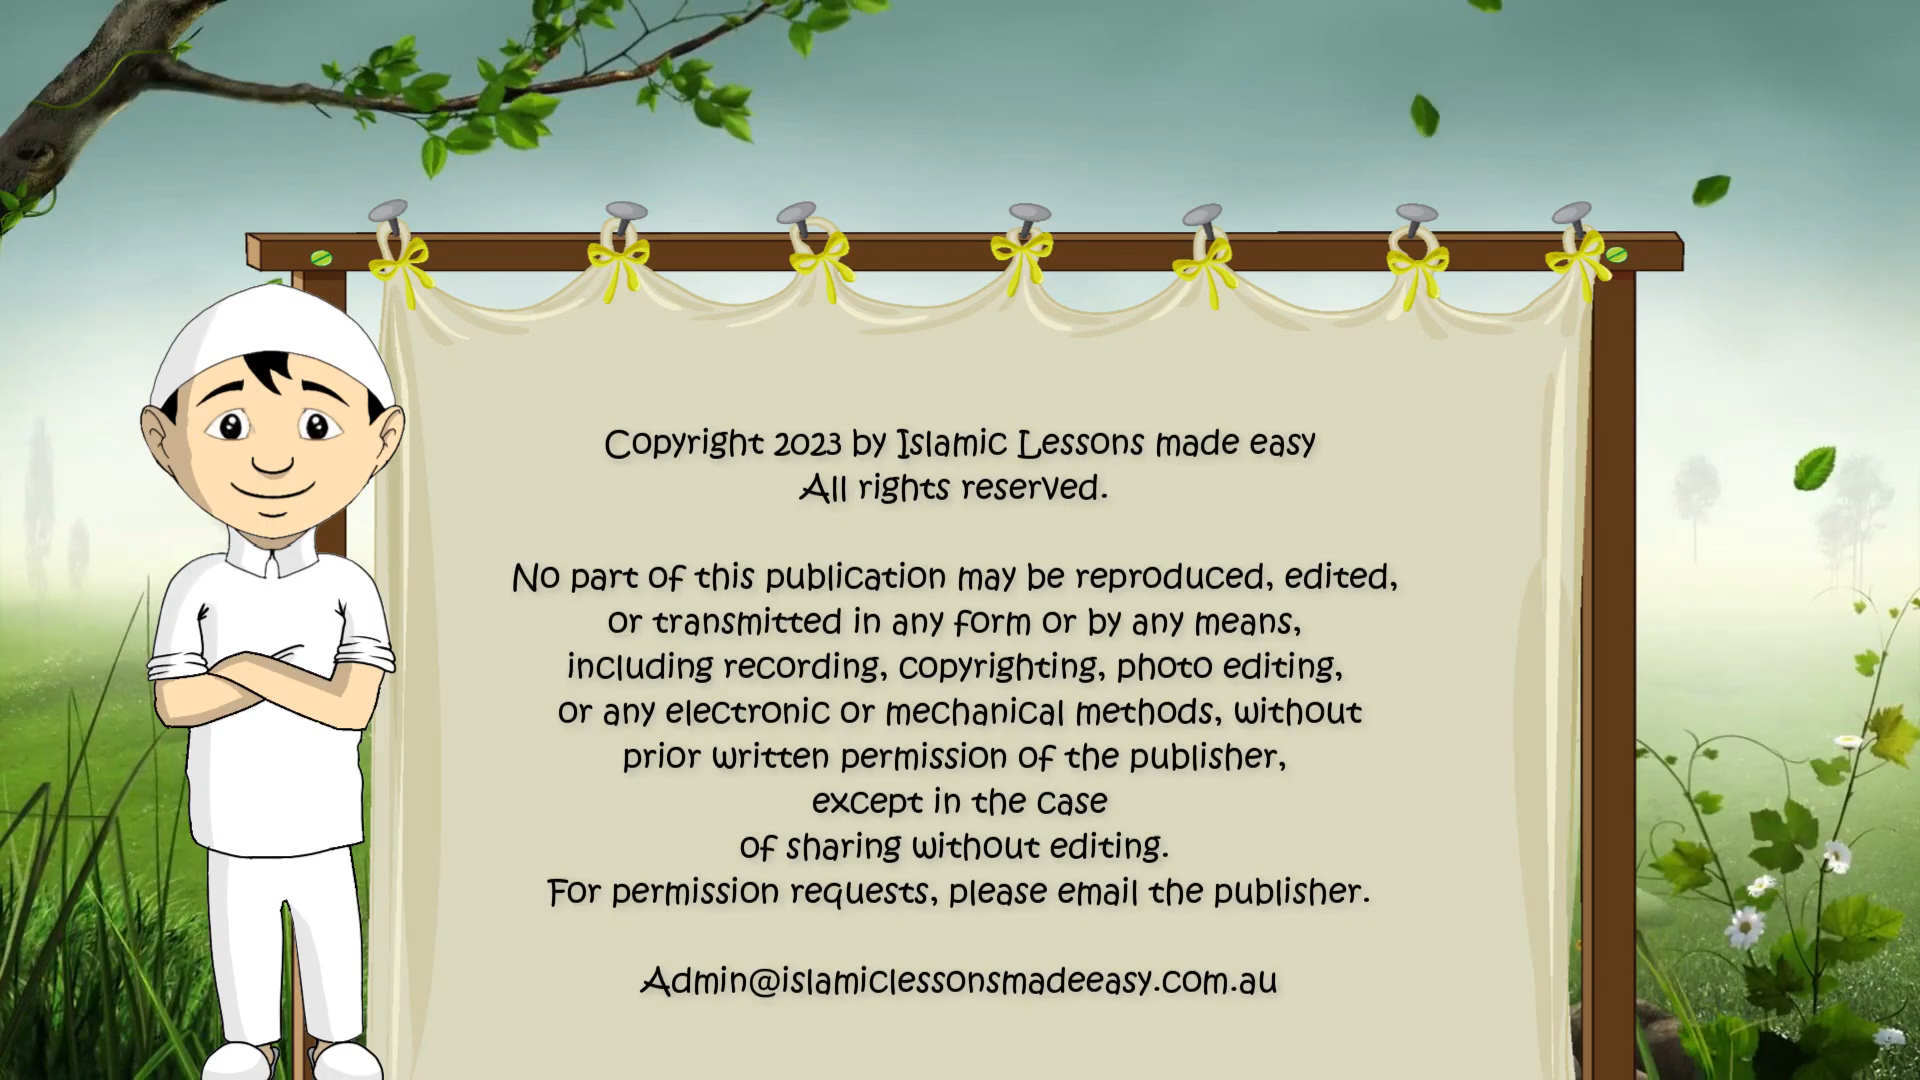 Copyright 2023 by Islamic Lessons made easy
All rights reserved.
No part of this publication may be reproduced, edited,
or transmitted in any form or by any means,
including recording, copyrighting, photo editing,
or any electronic or mechanical methods, without
prior written permission of the publisher,
except in the case
of sharing without editing.
For permission requests, please email the publisher.
Admin@islamiclessonsmadeeasy.com.au